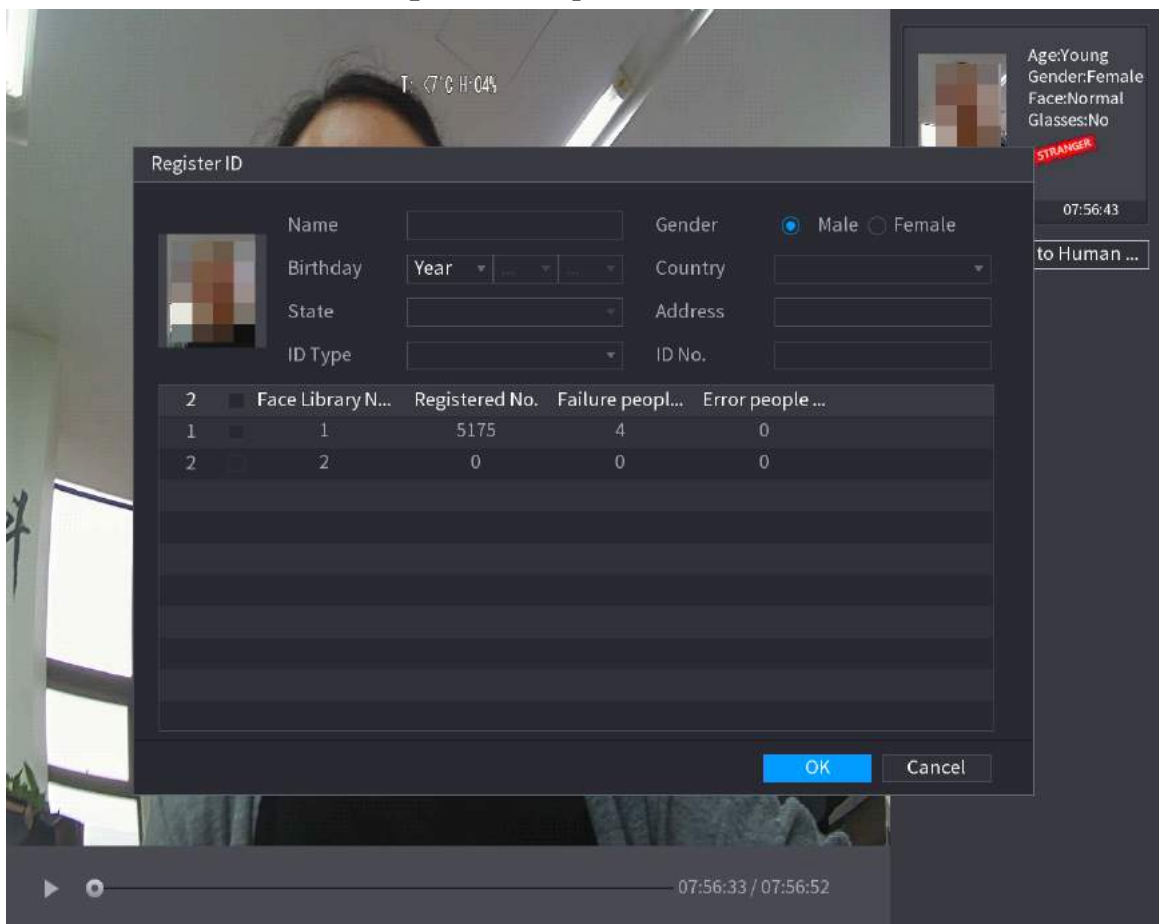 T: <7°C H:04%
Age:Young
Gender:Female
Face:Normal
Glasses:No
STRANGER
07:56:43
to Human ...
Register ID
Name
Gender Male Female
Birthday Year ... ... Country
State Address
ID Type ID No.
2 Face Library N... Registered No. Failure peopl... Error people ...
1 1 5175 4 0
2 2 0 0 0
OK Cancel
07:56:33 / 07:56:52